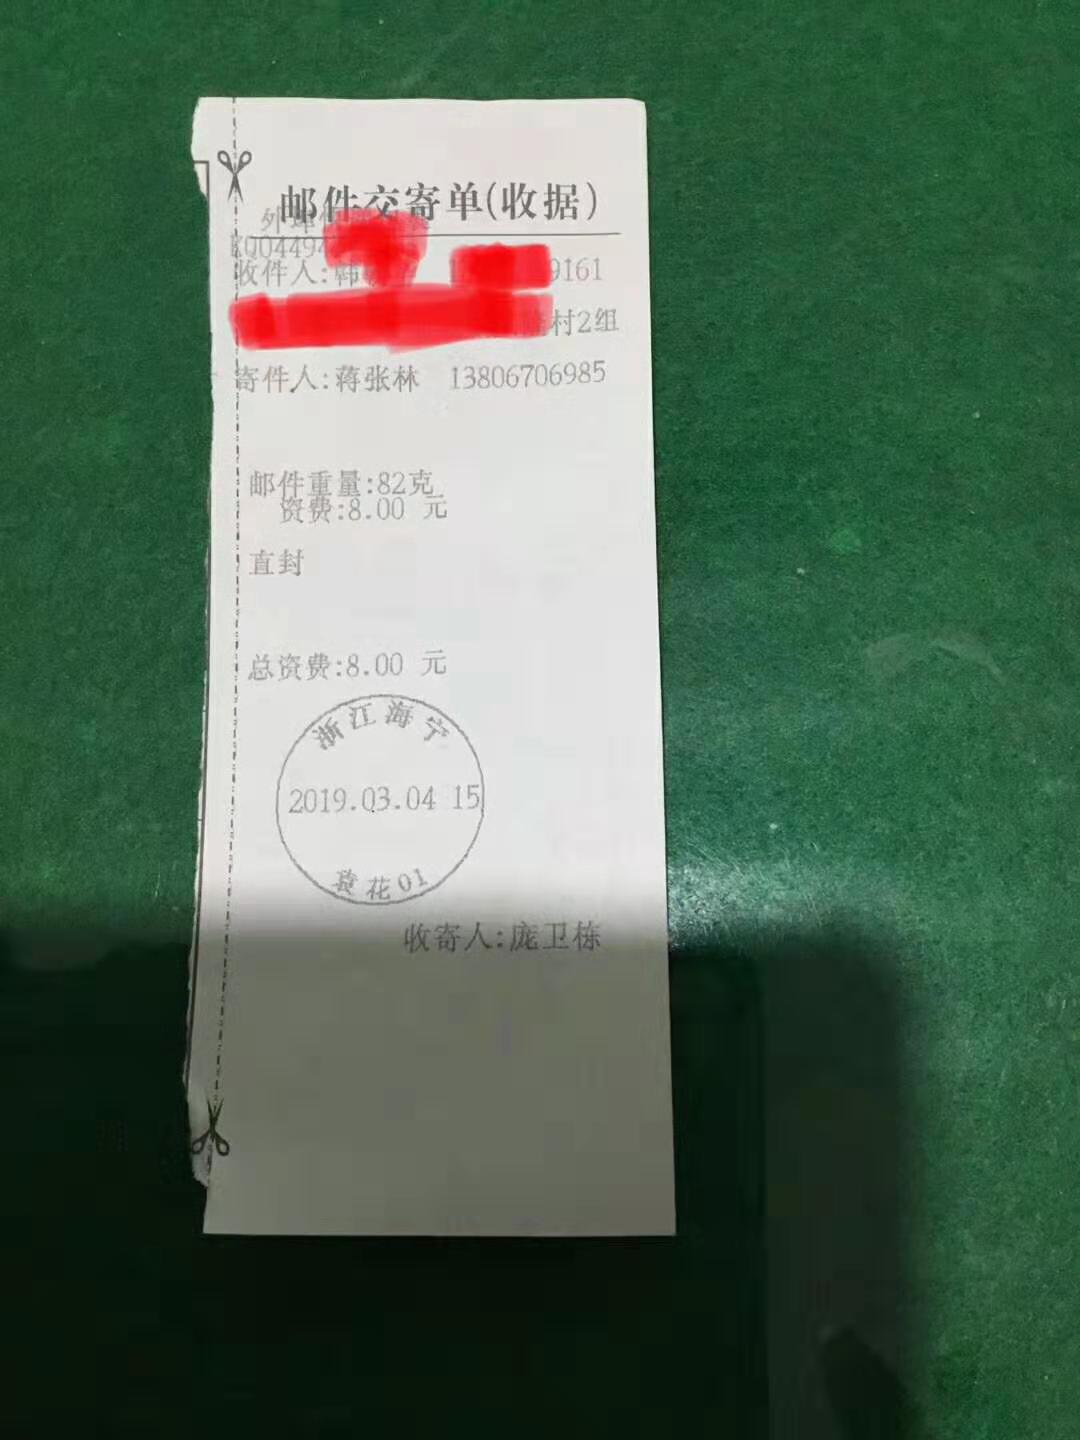 邮件交寄单(收据)
收件人:韩 9161
村2组
寄件人:蒋张林 13806706985
邮件重量:82克
资费:8.00 元
直封
总资费:8.00 元
浙江海宁
2019.03.04 15
花01
收寄人:庞卫栋